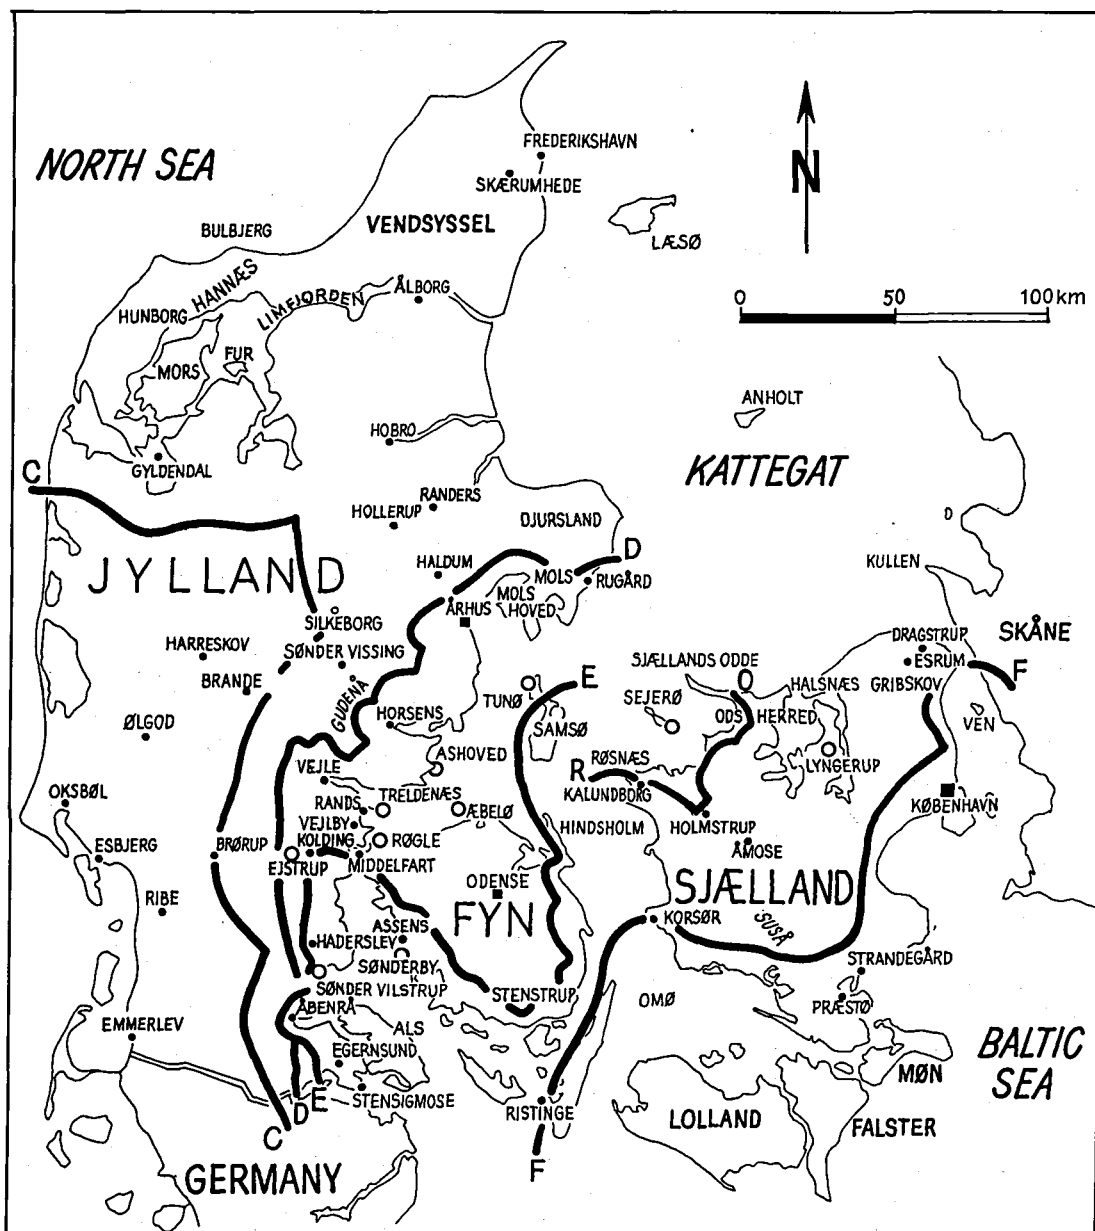 NORTH SEA
FREDERIKSHAVN
SKÆRUMHEDE
N
VENDSYSSEL
BULBJERG
LÆSØ
HANNÆS
LIMFJORDEN
ÅLBORG
HUNBORG
0 50 100 km
FUR
MORS
ANHOLT
HOBRO
GYLDENDAL
C
KATTEGAT
RANDERS
HOLLERUP
DJURSLAND
JYLLAND
HALDUM
D
MOLS
RUGÅRD
KULLEN
MOLS
HOVED
ÅRHUS
SILKEBORG
SØNDER VISSING
HARRESKOV
BRANDE
GUDENÅ
DRAGSTRUP
SKÅNE
ESRUM
F
GRIBSKOV
SJÆLLANDS ODDE
O
HALSNÆS
E
TUNØ
SEJERØ
SAMSØ
ODS HERRED
VEN
HORSENS
ØLGOD
ASHOVED
LYNGERUP
RØSNÆS
R
KALUNDBORG
VEJLE
TRELDENÆS
OKSBØL
RANDS
ÆBELØ
KØBENHAVN
VEJLBY
HINDSHOLM
HOLMSTRUP
KOLDING
RØGLE
ESBJERG
BRØRUP
EJSTRUP
MIDDELFART
ÅMOSE
ODENSE
SJÆLLAND
RIBE
FYN
KORSØR
SUSÅ
ASSENS
HADERSLEV
STRANDEGÅRD
SØNDERBY
SØNDER VILSTRUP
STENSTRUP
OMØ
PRÆSTØ
ÅBENRÅ
ALS
EMMERLEV
EGERNSUND
BALTIC
SEA
MØN
STENSIGMOSE
RISTINGE
LOLLAND
FALSTER
C
D
E
F
GERMANY